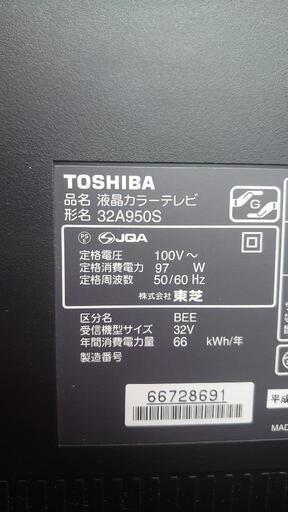 TOSHIBA
品名 液晶カラーテレビ
形名 32A950S
G
PS E JQA
定格電圧 100V～
定格消費電力 97 W
定格周波数 50/60 Hz
株式会社 東芝
区分名 BEE
受信機型サイズ 32V
年間消費電力量 66 kWh/年
製造番号
66728691
平成
MAD